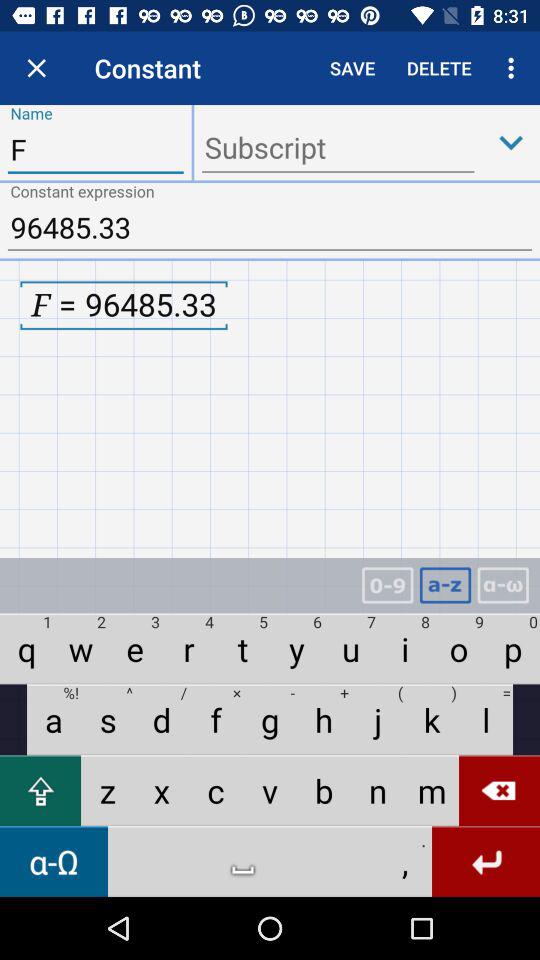 8:31
Constant SAVE DELETE
Name
F Subscript
Constant expression
96485.33
F = 96485.33
0-9 a-z α-ω
1 2 3 4 5 6 7 8 9 0
q w e r t y u i o p
%! ^ / × - + ( ) =
a s d f g h j k l
z x c v b n m
α-Ω , .